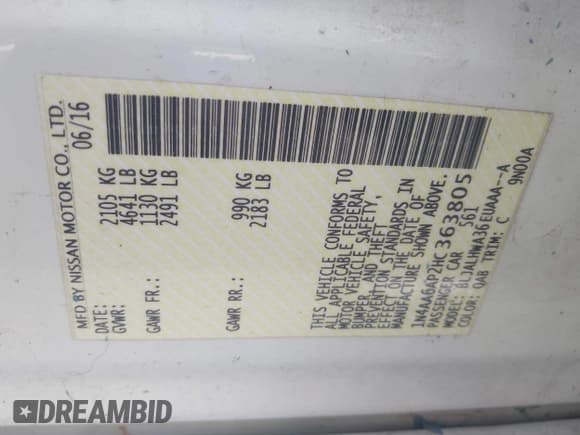 MFD BY NISSAN MOTOR CO., LTD.
DATE: 06/16
GVWR: 2105 KG
4641 LB
GAWR FR.: 1130 KG
2491 LB
GAWR RR.: 990 KG
2183 LB
THIS VEHICLE CONFORMS TO
ALL APPLICABLE FEDERAL
MOTOR VEHICLE SAFETY,
BUMPER, AND THEFT
PREVENTION STANDARDS IN
EFFECT ON THE DATE OF
MANUFACTURE SHOWN ABOVE.
1N4AA6AP2HC363805
PASSENGER CAR S61
MODEL: BLJALHWA36EUAAA--A
COLOR: QAB TRIM: C 9N00A
DREAMBID